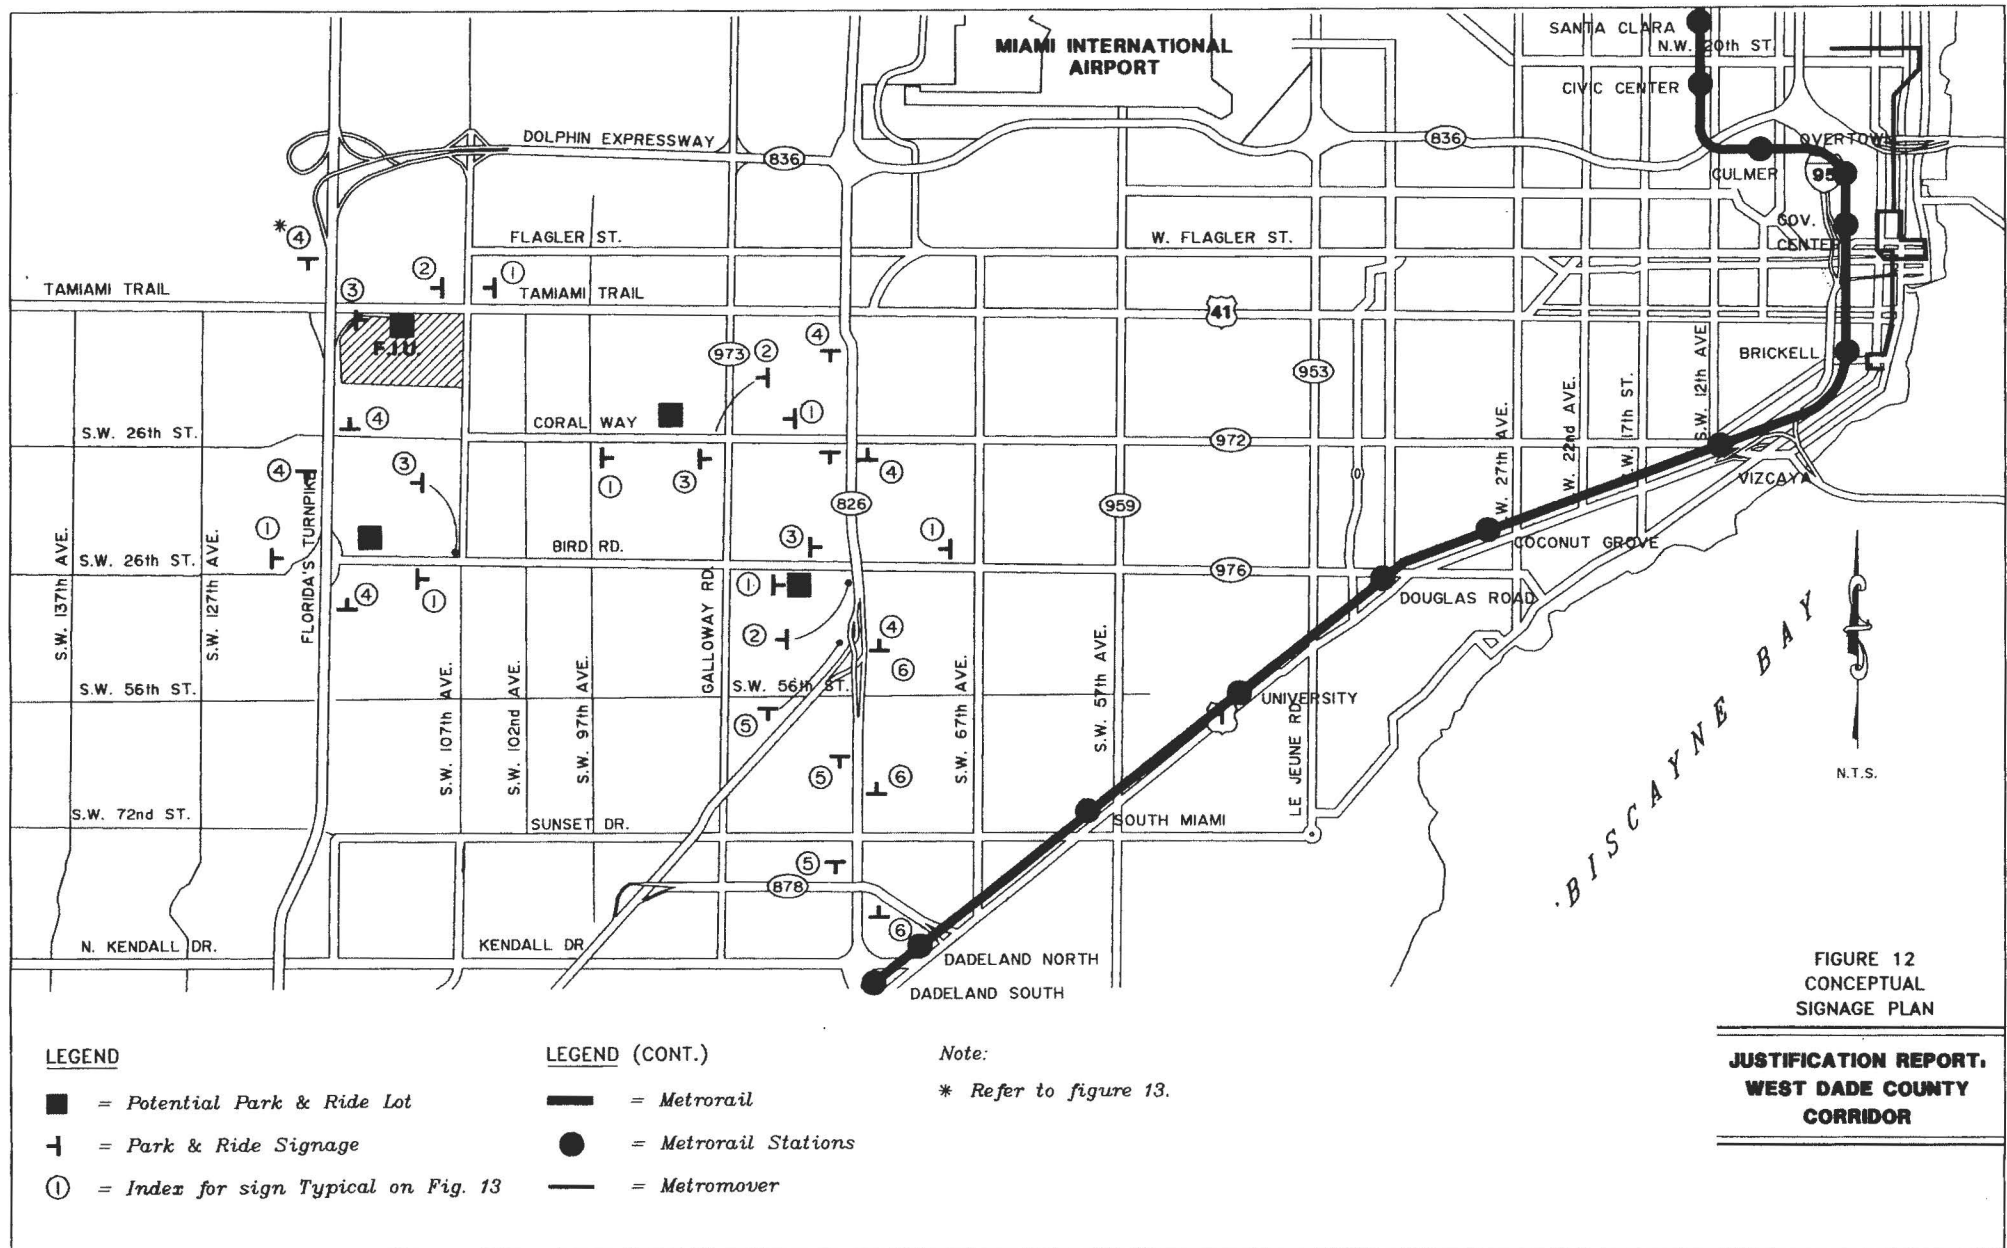 MIAMI INTERNATIONAL
AIRPORT
SANTA CLARA
N.W. 20th ST.
CIVIC CENTER
DOLPHIN EXPRESSWAY
836
836
OVERTOWN
CULMER
95
* 4
FLAGLER ST.
W. FLAGLER ST.
GOV.
CENTER
2
1
TAMIAMI TRAIL
3
TAMIAMI TRAIL
41
F.I.U.
973
2
4
953
BRICKELL
S.W. 12th AVE.
4
CORAL WAY
1
S.W. 26th ST.
972
W. 27th AVE.
W. 22nd AVE.
W. 17th ST.
4
3
1
3
4
VIZCAYA
826
959
1
3
1
S.W. 137th AVE.
S.W. 127th AVE.
FLORIDA'S TURNPIKE
BIRD RD.
COCONUT GROVE
S.W. 26th ST.
976
4
1
1
DOUGLAS ROAD
GALLOWAY RD.
2
4
6
S.W. 56th ST.
S.W. 56th ST.
5
UNIVERSITY
1
S.W. 107th AVE.
S.W. 102nd AVE.
S.W. 97th AVE.
S.W. 67th AVE.
S.W. 57th AVE.
LE JEUNE RD.
5
6
BISCAYNE BAY
N.T.S.
S.W. 72nd ST.
SUNSET DR.
SOUTH MIAMI
5
878
6
N. KENDALL DR.
KENDALL DR
DADELAND NORTH
DADELAND SOUTH
FIGURE 12
CONCEPTUAL
SIGNAGE PLAN
JUSTIFICATION REPORT.
WEST DADE COUNTY
CORRIDOR
LEGEND
= Potential Park & Ride Lot
= Park & Ride Signage
1 = Index for sign Typical on Fig. 13
LEGEND (CONT.)
= Metrorail
= Metrorail Stations
= Metromover
Note:
* Refer to figure 13.